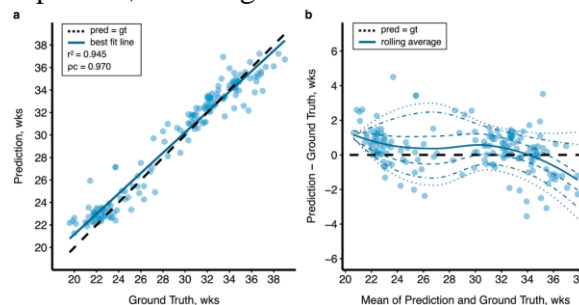 a
pred = gt
best fit line
r² = 0.945
pc = 0.970
Prediction, wks
38
36
34
32
30
28
26
24
22
20
20 22 24 26 28 30 32 34 36 38
Ground Truth, wks
b
pred = gt
rolling average
Prediction – Ground Truth, wks
6
4
2
0
-2
-4
-6
20 22 24 26 28 30 32 34 36
Mean of Prediction and Ground Truth, wks